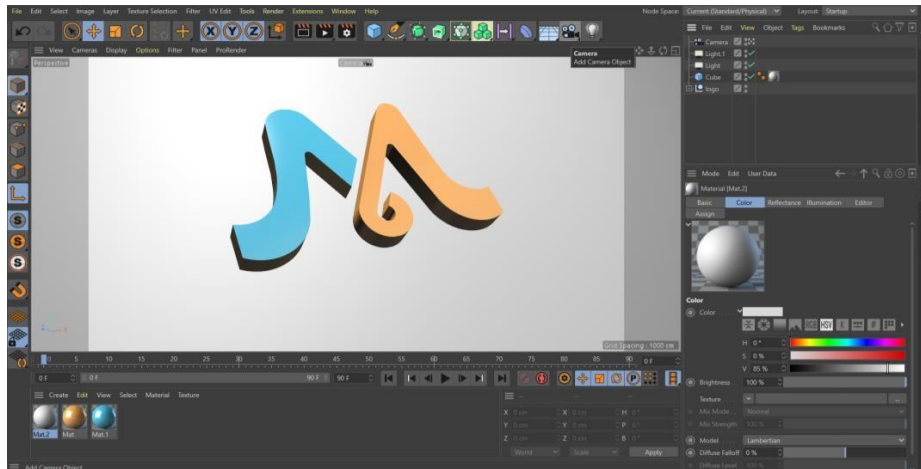 File Edit Select Image Layer Texture Selection Filter UV Edit Tools Render Extensions Window Help Node Space: Current (Standard/Physical) Layout: Startup
X Y Z
View Cameras Display Options Filter Panel ProRender
Perspective
Camera
Camera
Add Camera Object
File Edit View Object Tags Bookmarks
Camera
Light.1
Light
Cube
logo
S
S
S
Mode Edit User Data
Material [Mat.2]
Basic Color Reflectance Illumination Editor
Assign
Color
Color
RGB HSV K #
H 0°
S 0 %
V 85 %
Brightness 100 %
Texture
Mix Mode Normal
Mix Strength 100 %
Model Lambertian
Diffuse Falloff 0 %
Diffuse Level 100 %
Grid Spacing : 1000 cm
0 5 10 15 20 25 30 35 40 45 50 55 60 65 70 75 80 85 90 0 F
0 F 0 F 90 F 90 F
P
Create Edit View Select Material Texture
Mat.2 Mat Mat.1
X 0 cm X 0 cm H 0°
Y 0 cm Y 0 cm P 0°
Z 0 cm Z 0 cm B 0°
World Scale Apply
Add Camera Object